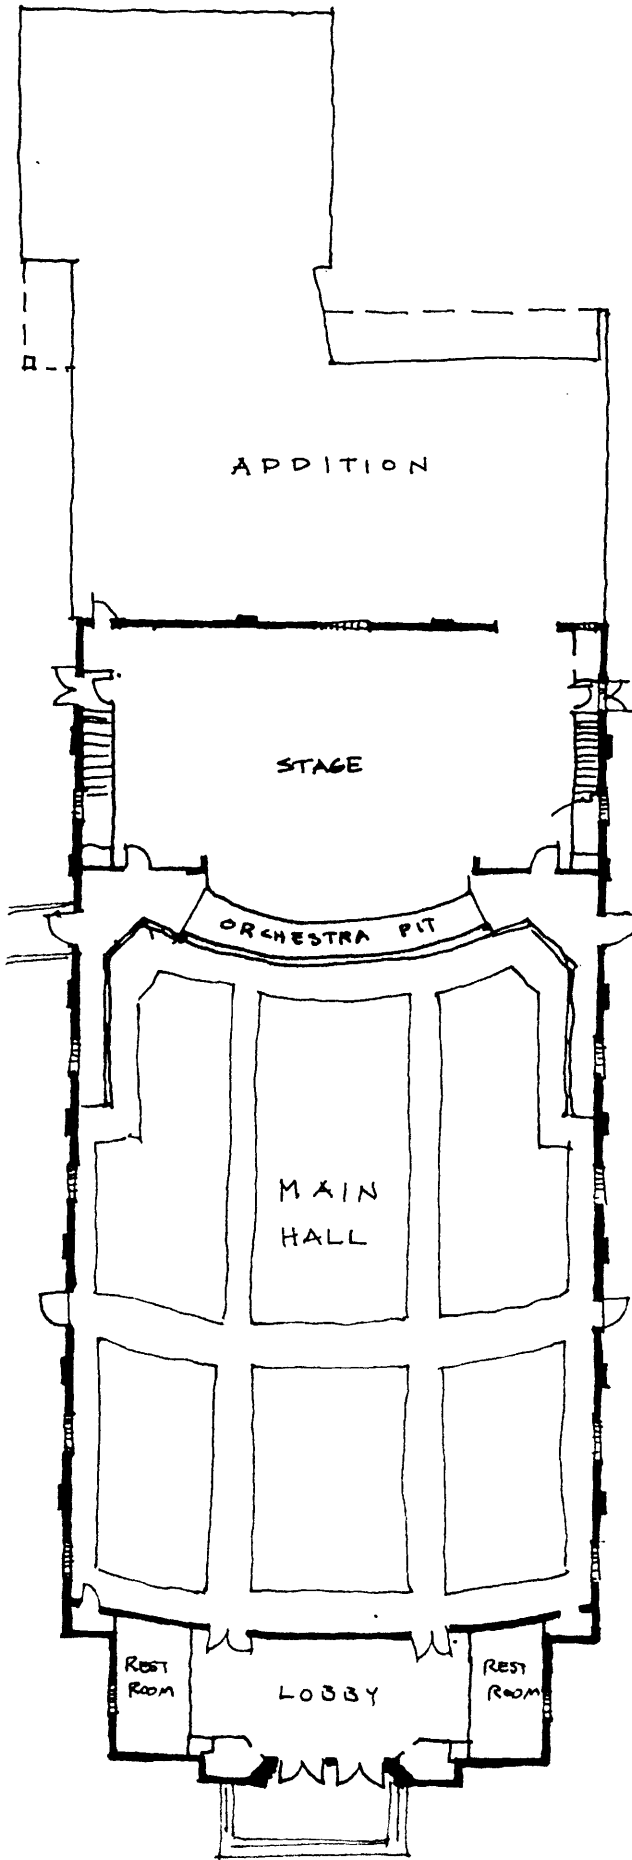 ADDITION
STAGE
ORCHESTRA PIT
MAIN
HALL
REST
ROOM
LOBBY
REST
ROOM